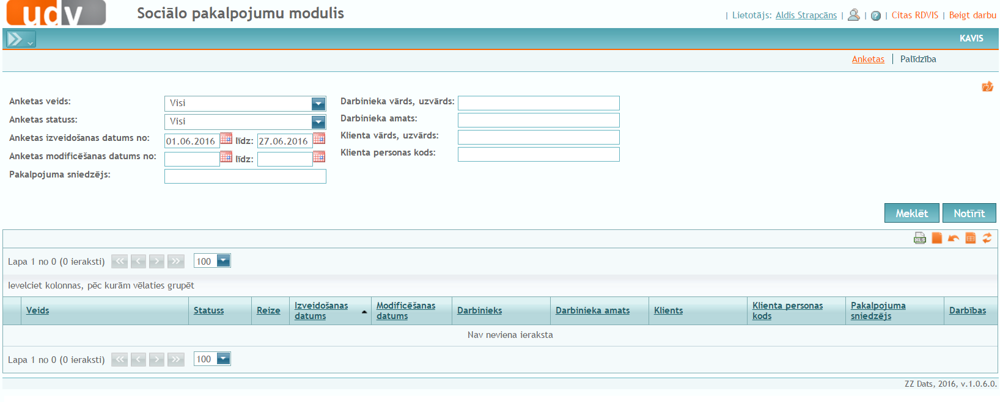 udv
Sociālo pakalpojumu modulis
| Lietotājs: Aldis Strapcāns | | ? | Citas RDVIS | Beigt darbu
KAVIS
Anketas | Palīdzība
Anketas veids: Visi
Darbinieka vārds, uzvārds:
Anketas statuss: Visi
Darbinieka amats:
Anketas izveidošanas datums no: 01.06.2016 līdz: 27.06.2016
Klienta vārds, uzvārds:
Anketas modificēšanas datums no: līdz:
Klienta personas kods:
Pakalpojuma sniedzējs:
Meklēt Notīrīt
XLS
Lapa 1 no 0 (0 ieraksti) << < > >> 100
Ievelciet kolonnas, pēc kurām vēlaties grupēt
Veids
Statuss
Reize
Izveidošanas
datums
Modificēšanas
datums
Darbinieks
Darbinieka amats
Klients
Klienta personas
kods
Pakalpojuma
sniedzējs
Darbības
Nav neviena ieraksta
Lapa 1 no 0 (0 ieraksti) << < > >> 100
ZZ Dats, 2016, v.1.0.6.0.